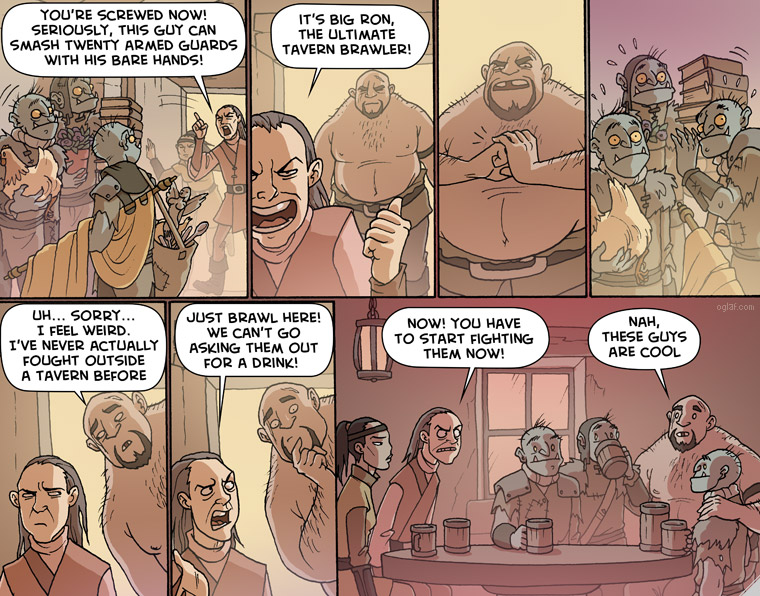 YOU'RE SCREWED NOW!
SERIOUSLY, THIS GUY CAN
SMASH TWENTY ARMED GUARDS
WITH HIS BARE HANDS!
IT'S BIG RON,
THE ULTIMATE
TAVERN BRAWLER!
oglaf.com
UH... SORRY...
I FEEL WEIRD.
I'VE NEVER ACTUALLY
FOUGHT OUTSIDE
A TAVERN BEFORE
JUST BRAWL HERE!
WE CAN'T GO
ASKING THEM OUT
FOR A DRINK!
NOW! YOU HAVE
TO START FIGHTING
THEM NOW!
NAH,
THESE GUYS
ARE COOL